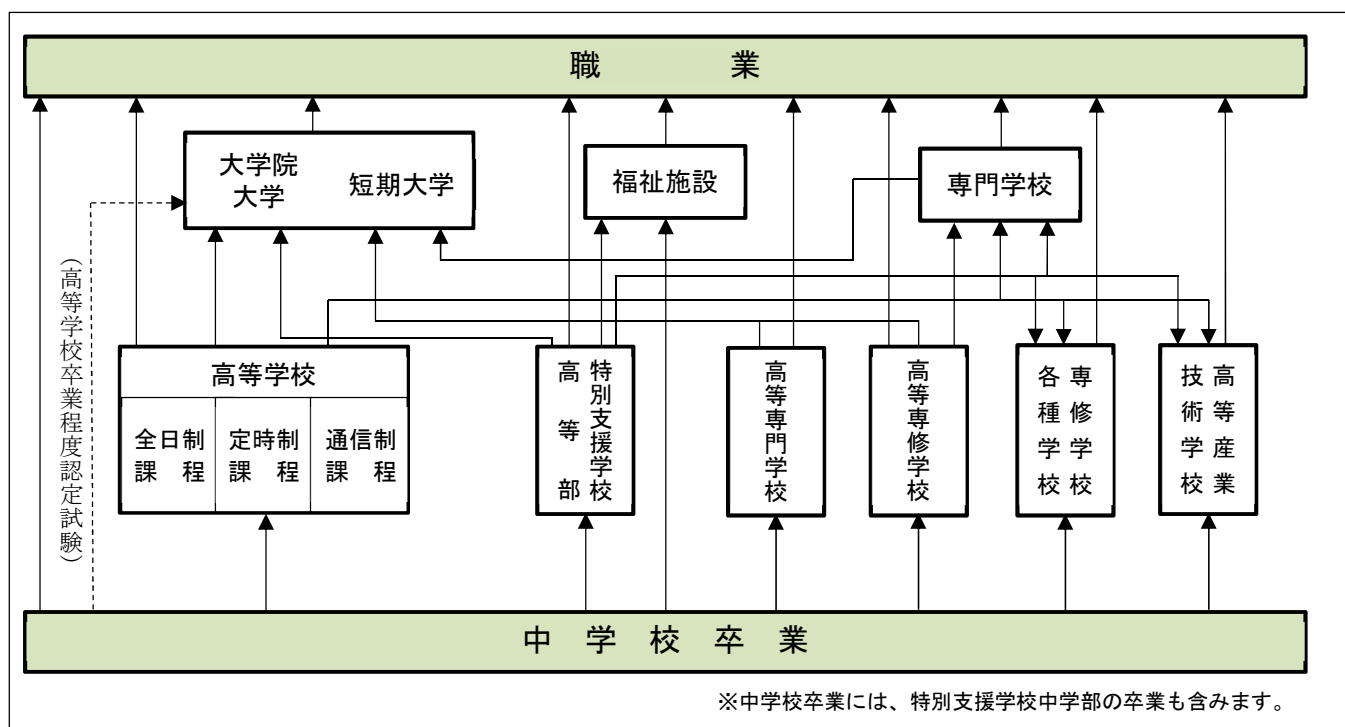 職業
大学院
大学
短期大学
福祉施設
専門学校
(高等学校卒業程度認定試験)
高等学校
全日制
課程
定時制
課程
通信制
課程
特別支援学校
高等部
高等専門学校
高等専修学校
専修学校
各種学校
高等産業
技術学校
中学校卒業
※中学校卒業には、特別支援学校中学部の卒業も含みます。